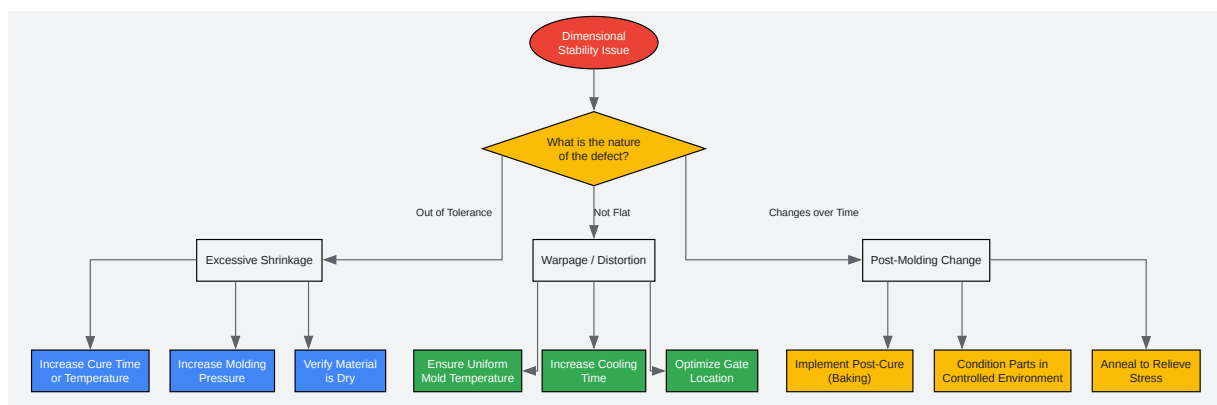 Dimensional
Stability Issue
What is the nature
of the defect?
Out of Tolerance
Not Flat
Changes over Time
Excessive Shrinkage
Warpage / Distortion
Post-Molding Change
Increase Cure Time
or Temperature
Increase Molding
Pressure
Verify Material
is Dry
Ensure Uniform
Mold Temperature
Increase Cooling
Time
Optimize Gate
Location
Implement Post-Cure
(Baking)
Condition Parts in
Controlled Environment
Anneal to Relieve
Stress